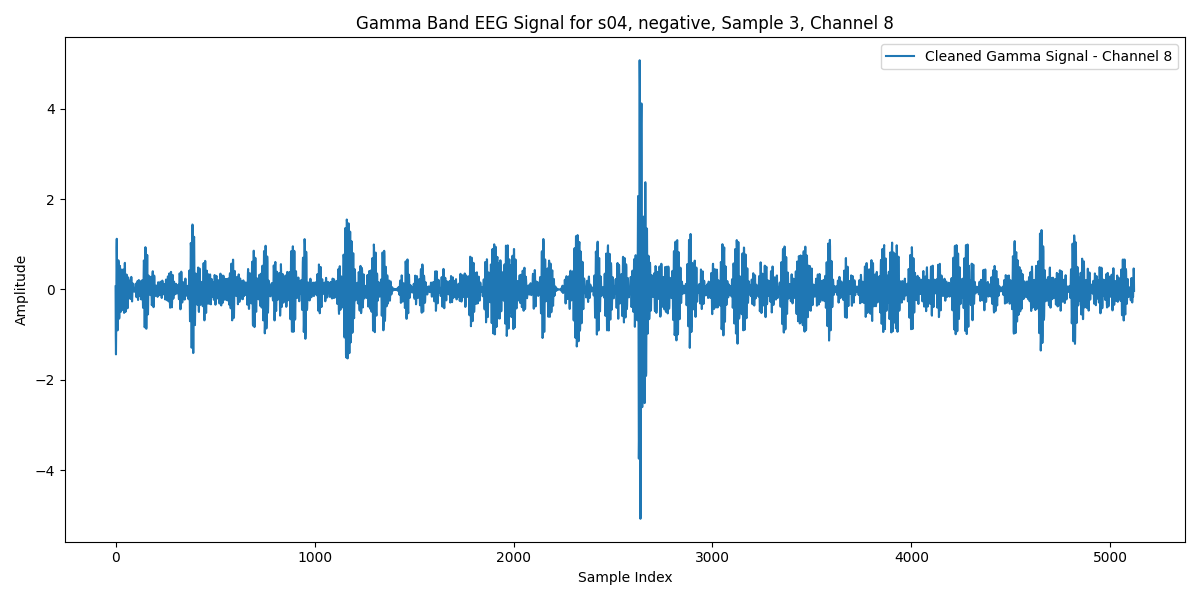 Gamma Band EEG Signal for s04, negative, Sample 3, Channel 8
Cleaned Gamma Signal - Channel 8
Amplitude
4
2
0
−2
−4
0 1000 2000 3000 4000 5000
Sample Index